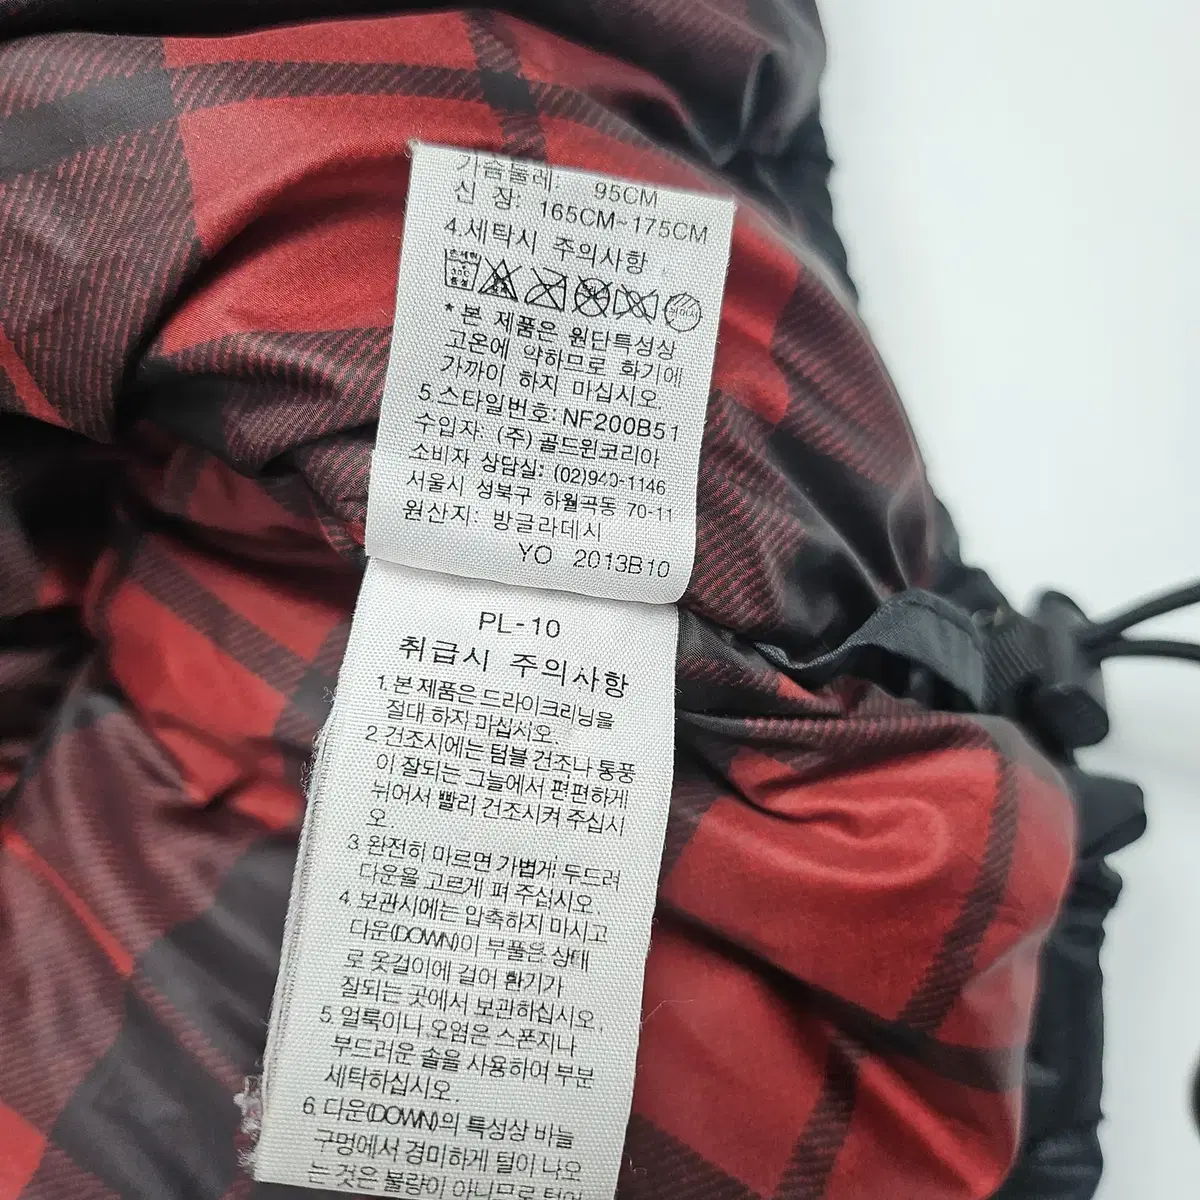 가슴둘레: 95CM
신 장: 165CM~175CM
4.세탁시 주의사항
손세탁
30℃
중성
* 본 제품은 원단특성상
고온에 약하므로 화기에
가까이 하지 마십시오.
5.스타일번호: NF200B51
수입자: (주) 골드윈코리아
소비자 상담실: (02)940-1146
서울시 성북구 하월곡동 70-11
원산지: 방글라데시
YO 2013B10
PL-10
취급시 주의사항
1.본 제품은 드라이크리닝을
절대 하지 마십시오.
2.건조시에는 텀블 건조나 통풍
이 잘되는 그늘에서 편편하게
뉘어서 빨리 건조시켜 주십시
오.
3.완전히 마르면 가볍게 두드려
다운을 고르게 펴 주십시오.
4.보관시에는 압축하지 마시고
다운(DOWN)이 부풀은 상태
로 옷걸이에 걸어 환기가
잘되는 곳에서 보관하십시오.
5.얼룩이나 오염은 스폰지나
부드러운 솔을 사용하여 부분
세탁하십시오.
6.다운(DOWN)의 특성상 바늘
구멍에서 경미하게 털이 나오
는 것은 불량이 아니므로 털이